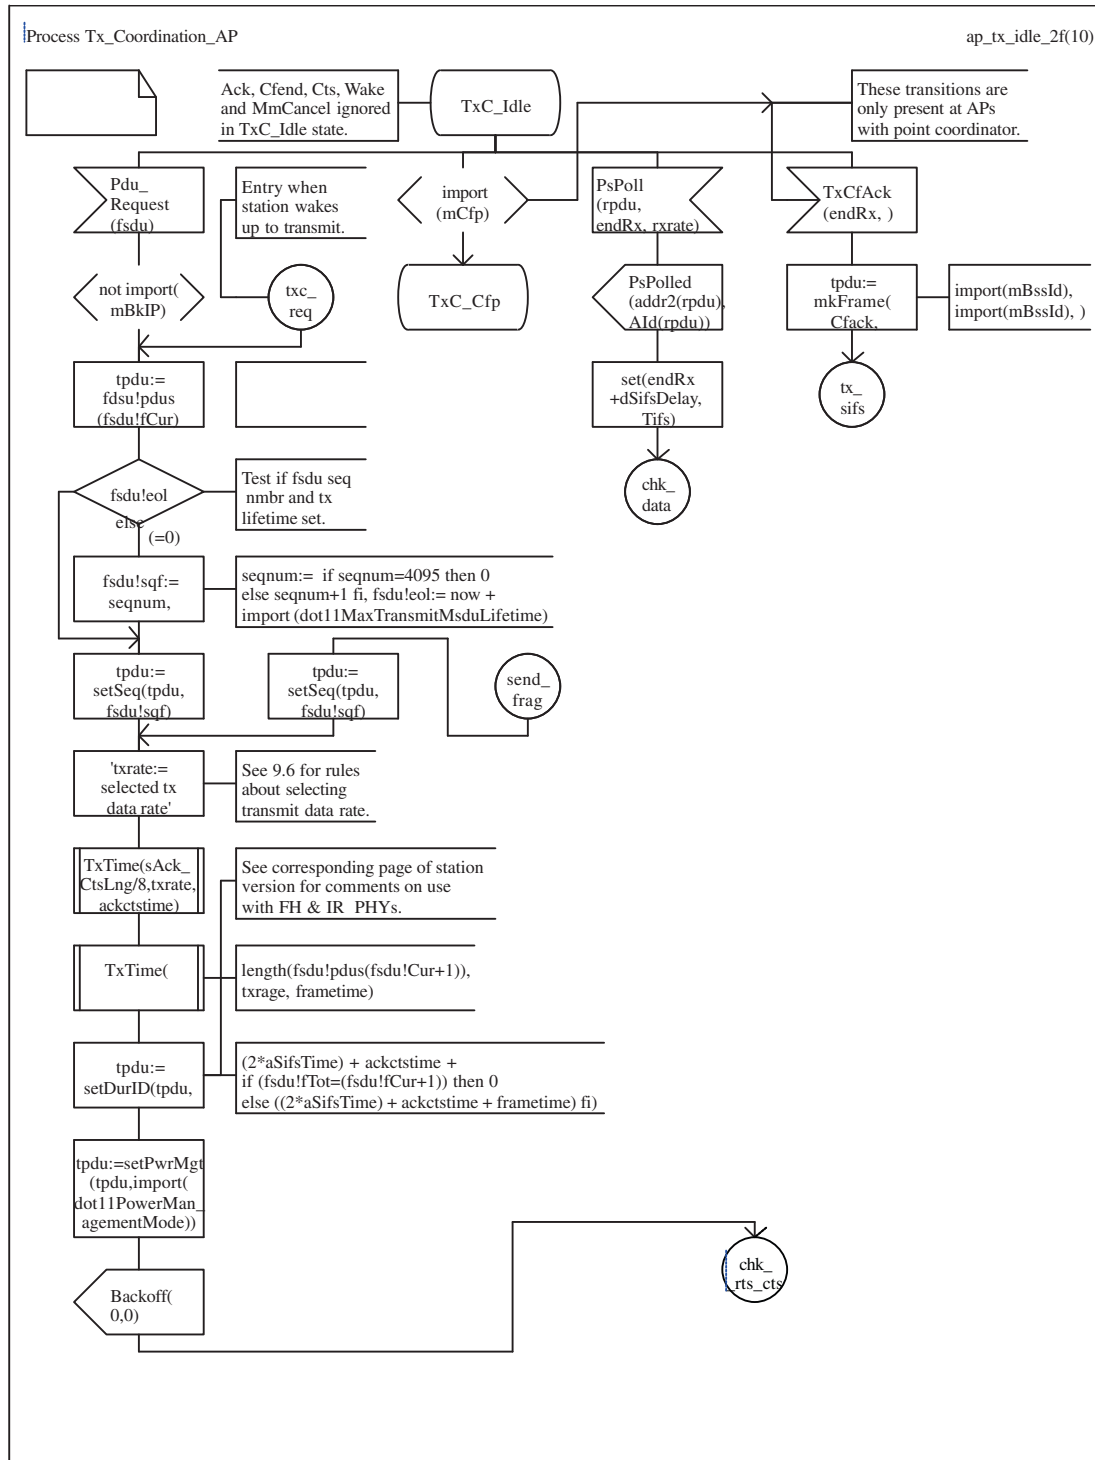 Process Tx_Coordination_AP
ap_tx_idle_2f(10)
Ack, Cfend, Cts, Wake
and MmCancel ignored
in TxC_Idle state.
TxC_Idle
These transitions are
only present at APs
with point coordinator.
Pdu_
Request
(fsdu)
Entry when
station wakes
up to transmit.
import
(mCfp)
PsPoll
(rpdu,
endRx, rxrate)
TxCfAck
(endRx, )
not import(
mBkIP)
txc_
req
TxC_Cfp
PsPolled
(addr2(rpdu),
AId(rpdu))
tpdu:=
mkFrame(
Cfack,
import(mBssId),
import(mBssId), )
tpdu:=
fdsu!pdus
(fsdu!fCur)
set(endRx
+dSifsDelay,
Tifs)
tx_
sifs
fsdu!eol
else
(=0)
Test if fsdu seq
nmbr and tx
lifetime set.
chk_
data
fsdu!sqf:=
seqnum,
seqnum:= if seqnum=4095 then 0
else seqnum+1 fi, fsdu!eol:= now +
import (dot11MaxTransmitMsduLifetime)
tpdu:=
setSeq(tpdu,
fsdu!sqf)
tpdu:=
setSeq(tpdu,
fsdu!sqf)
send_
frag
'txrate:=
selected tx
data rate'
See 9.6 for rules
about selecting
transmit data rate.
TxTime(sAck_
CtsLng/8,txrate,
ackctstime)
See corresponding page of station
version for comments on use
with FH & IR PHYs.
TxTime(
length(fsdu!pdus(fsdu!Cur+1)),
txrage, frametime)
tpdu:=
setDurID(tpdu,
(2*aSifsTime) + ackctstime +
if (fsdu!fTot=(fsdu!fCur+1)) then 0
else ((2*aSifsTime) + ackctstime + frametime) fi)
tpdu:=setPwrMgt
(tpdu,import(
dot11PowerMan_
agementMode))
chk_
_rts_cts
Backoff(
0,0)